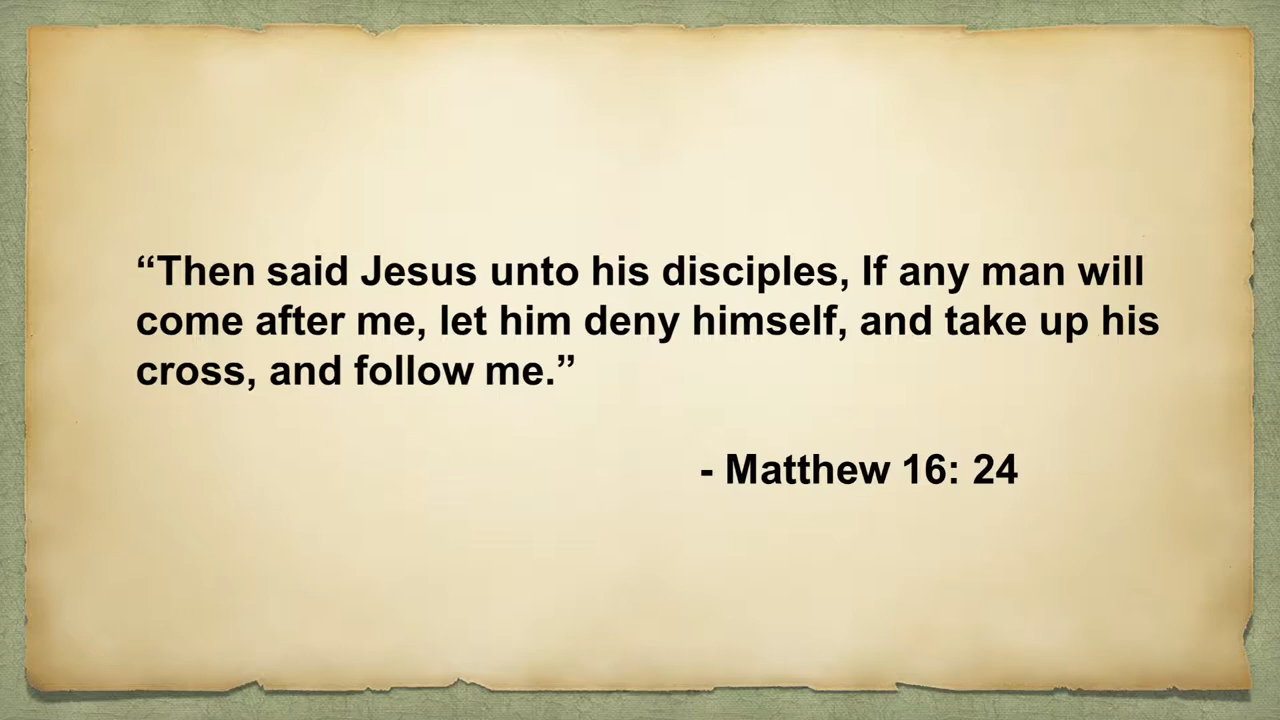 “Then said Jesus unto his disciples, If any man will
come after me, let him deny himself, and take up his
cross, and follow me.”
- Matthew 16: 24